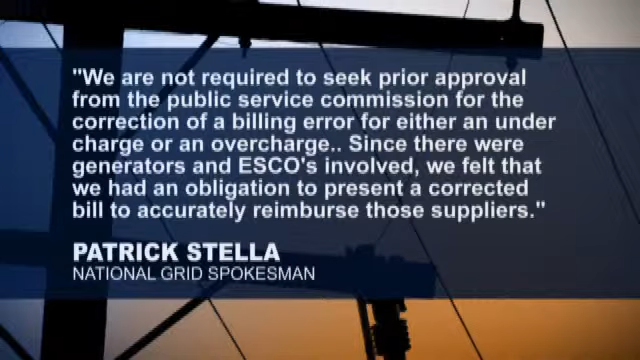 "We are not required to seek prior approval
from the public service commission for the
correction of a billing error for either an under
charge or an overcharge.. Since there were
generators and ESCO's involved, we felt that
we had an obligation to present a corrected
bill to accurately reimburse those suppliers."
PATRICK STELLA
NATIONAL GRID SPOKESMAN